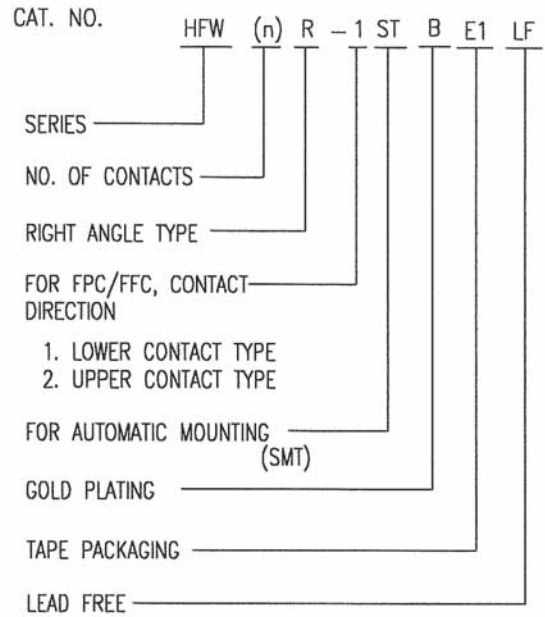 CAT. NO.
HFW (n) R - 1 ST B E1 LF
SERIES
NO. OF CONTACTS
RIGHT ANGLE TYPE
FOR FPC/FFC, CONTACT
DIRECTION
1. LOWER CONTACT TYPE
2. UPPER CONTACT TYPE
FOR AUTOMATIC MOUNTING
(SMT)
GOLD PLATING
TAPE PACKAGING
LEAD FREE